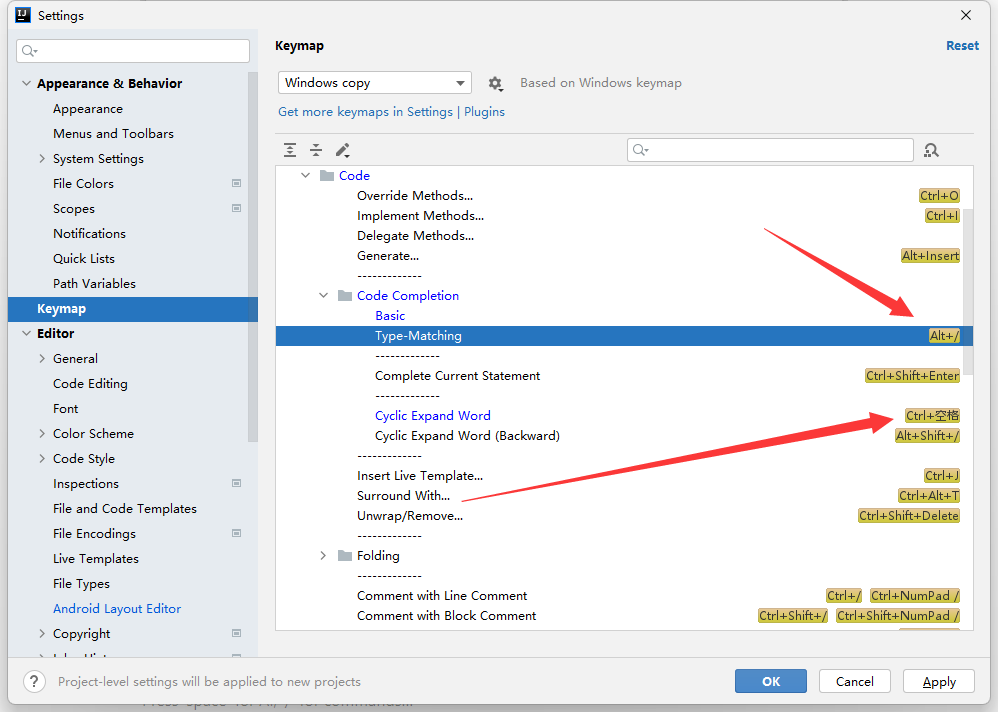 Settings
Keymap
Reset
Windows copy
Based on Windows keymap
Get more keymaps in Settings | Plugins
Appearance & Behavior
Appearance
Menus and Toolbars
System Settings
File Colors
Scopes
Notifications
Quick Lists
Path Variables
Keymap
Editor
General
Code Editing
Font
Color Scheme
Code Style
Inspections
File and Code Templates
File Encodings
Live Templates
File Types
Android Layout Editor
Copyright
Code
Override Methods... Ctrl+O
Implement Methods... Ctrl+I
Delegate Methods...
Generate... Alt+Insert
-------------
Code Completion
Basic
Type-Matching Alt+/
-------------
Complete Current Statement Ctrl+Shift+Enter
-------------
Cyclic Expand Word Ctrl+空格
Cyclic Expand Word (Backward) Alt+Shift+/
-------------
Insert Live Template... Ctrl+J
Surround With... Ctrl+Alt+T
Unwrap/Remove... Ctrl+Shift+Delete
-------------
Folding
-------------
Comment with Line Comment Ctrl+/ Ctrl+NumPad /
Comment with Block Comment Ctrl+Shift+/ Ctrl+Shift+NumPad /
? Project-level settings will be applied to new projects
OK Cancel Apply